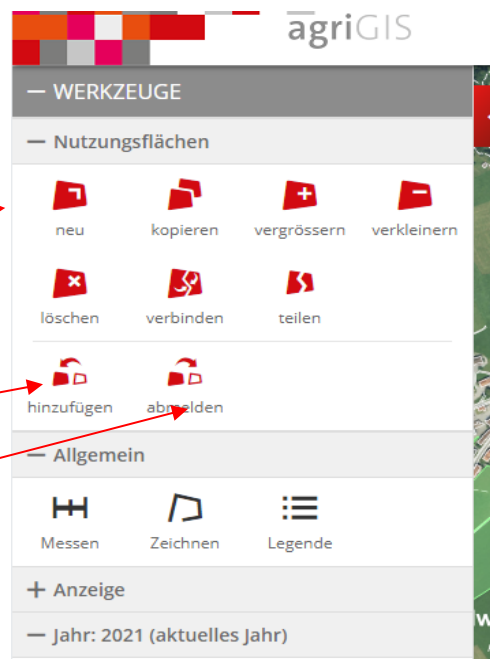 agriGIS
— WERKZEUGE
— Nutzungsflächen
neu kopieren vergrössern verkleinern
löschen verbinden teilen
hinzufügen abmelden
— Allgemein
Messen Zeichnen Legende
+ Anzeige
— Jahr: 2021 (aktuelles Jahr)